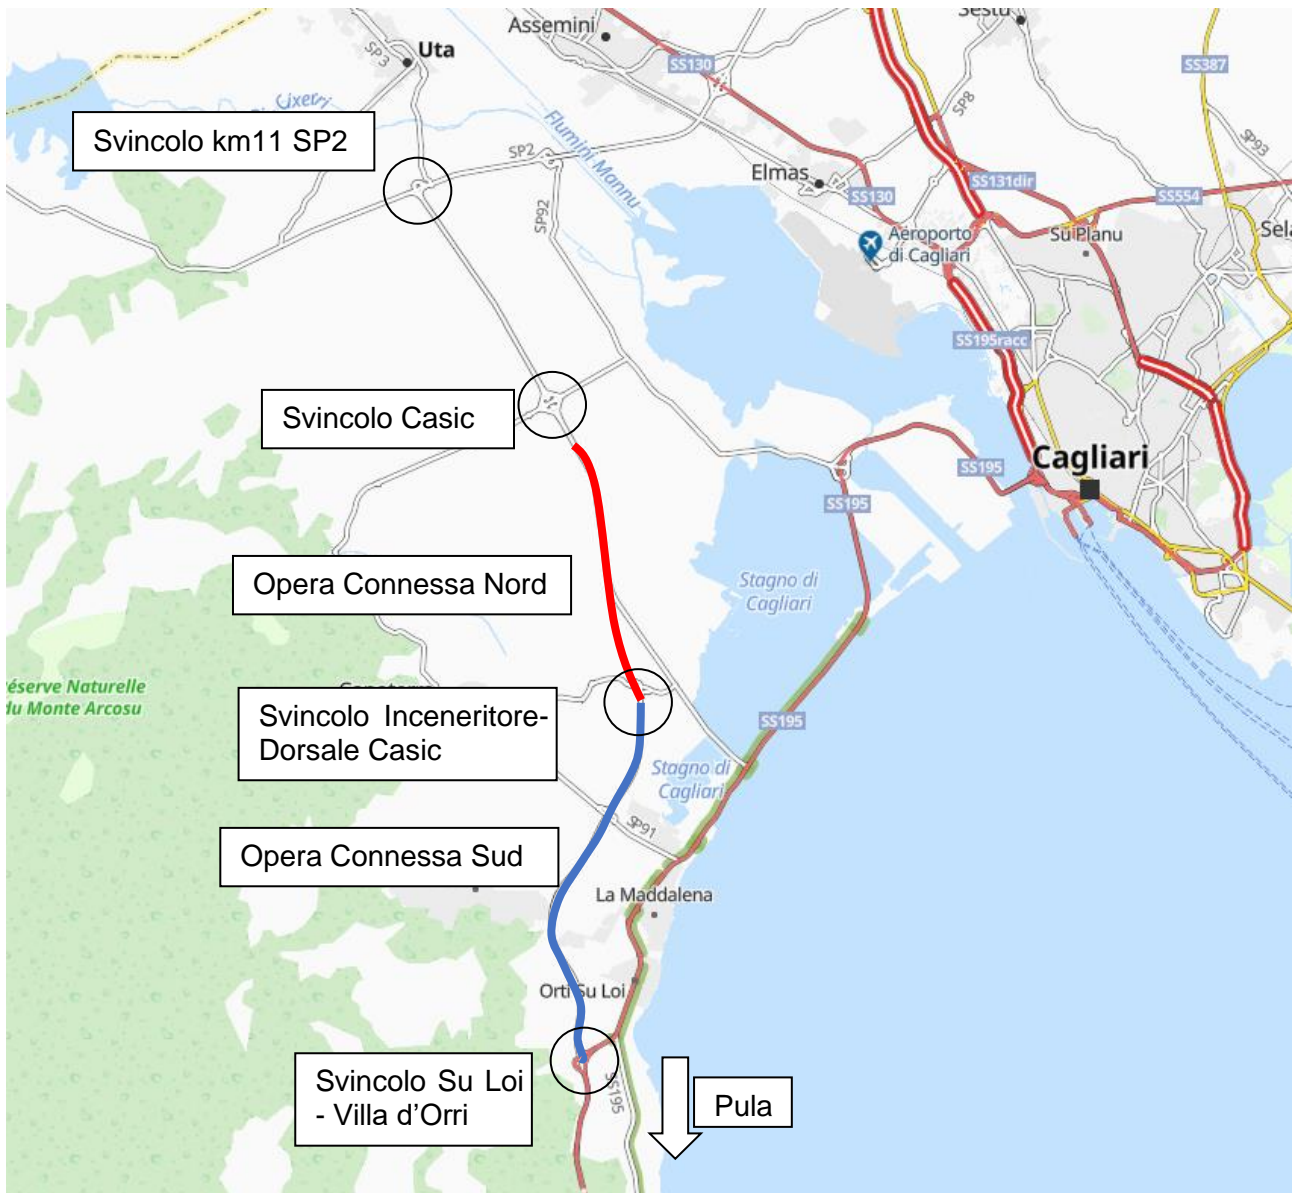 Assemini
Sestu
Uta
SP3
SS130
SS387
Cixerri
SP8
Svincolo km11 SP2
Flumini Mannu
SP93
SP2
Elmas
SS131dir
SS130
SS554
SP92
Aeroporto
di Cagliari
Su Planu
Sela
SS195racc
Svincolo Casic
Cagliari
SS195
SS195
Opera Connessa Nord
Stagno di
Cagliari
éserve Naturelle
du Monte Arcosu
Svincolo Inceneritore-
Dorsale Casic
SS195
Stagno di
Cagliari
SP91
Opera Connessa Sud
La Maddalena
Orti Su Loi
Svincolo Su Loi
- Villa d’Orri
SS195
Pula